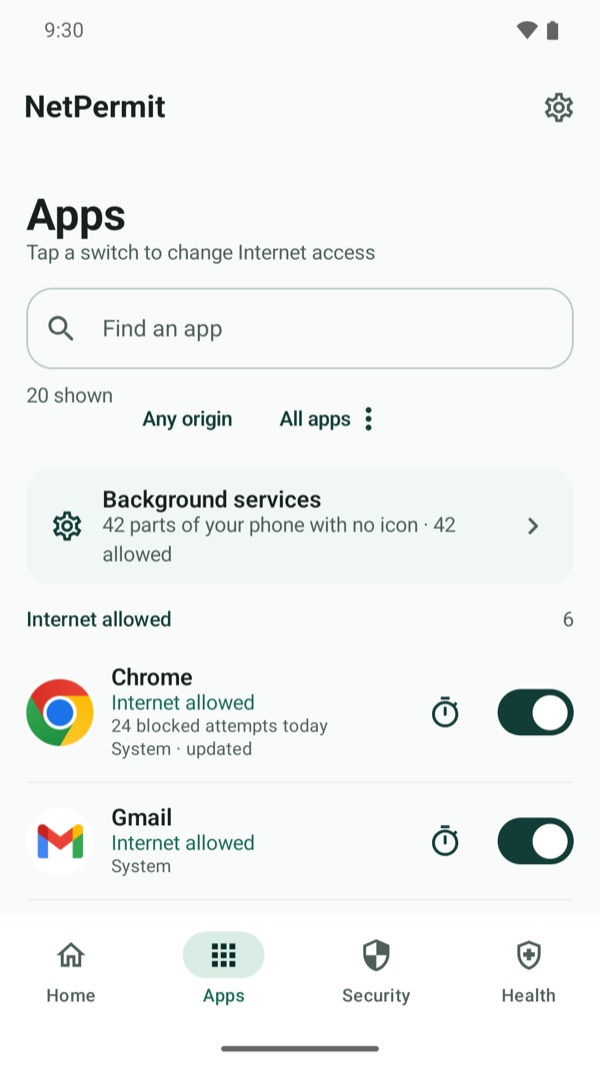 9:30
NetPermit
Apps
Tap a switch to change Internet access
Find an app
20 shown
Any origin
All apps
Background services
42 parts of your phone with no icon · 42
allowed
Internet allowed
6
Chrome
Internet allowed
24 blocked attempts today
System · updated
Gmail
Internet allowed
System
Home
Apps
Security
Health